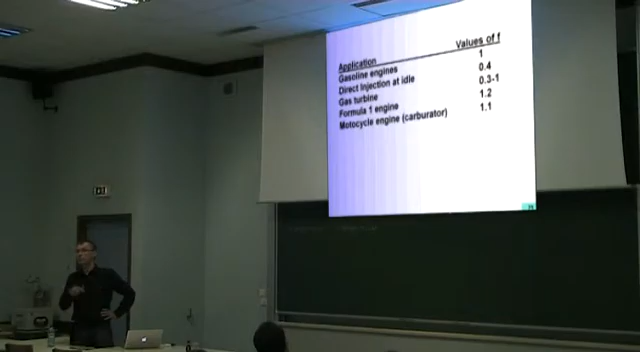 Application Values of f
Gasoline engines 1
Direct Injection at idle 0.4
Gas turbine 0.3-1
Formula 1 engine 1.2
Motocycle engine (carburator) 1.1